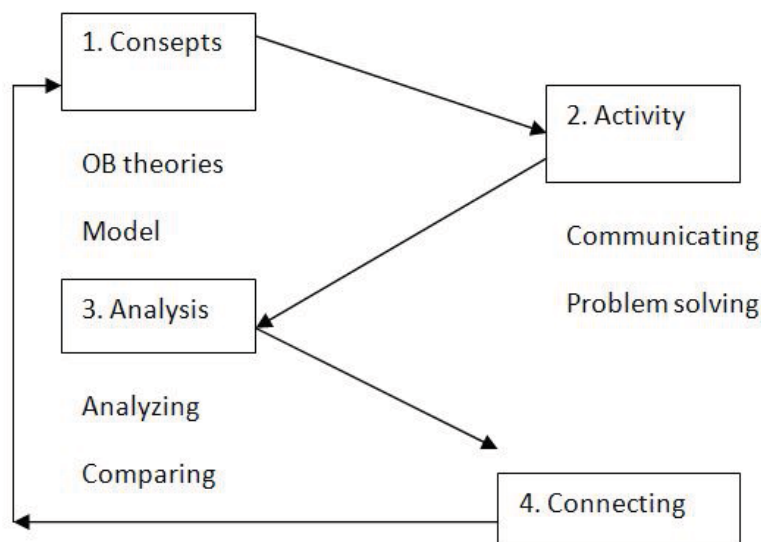 1. Consepts
2. Activity
OB theories
Model
Communicating
Problem solving
3. Analysis
Analyzing
Comparing
4. Connecting